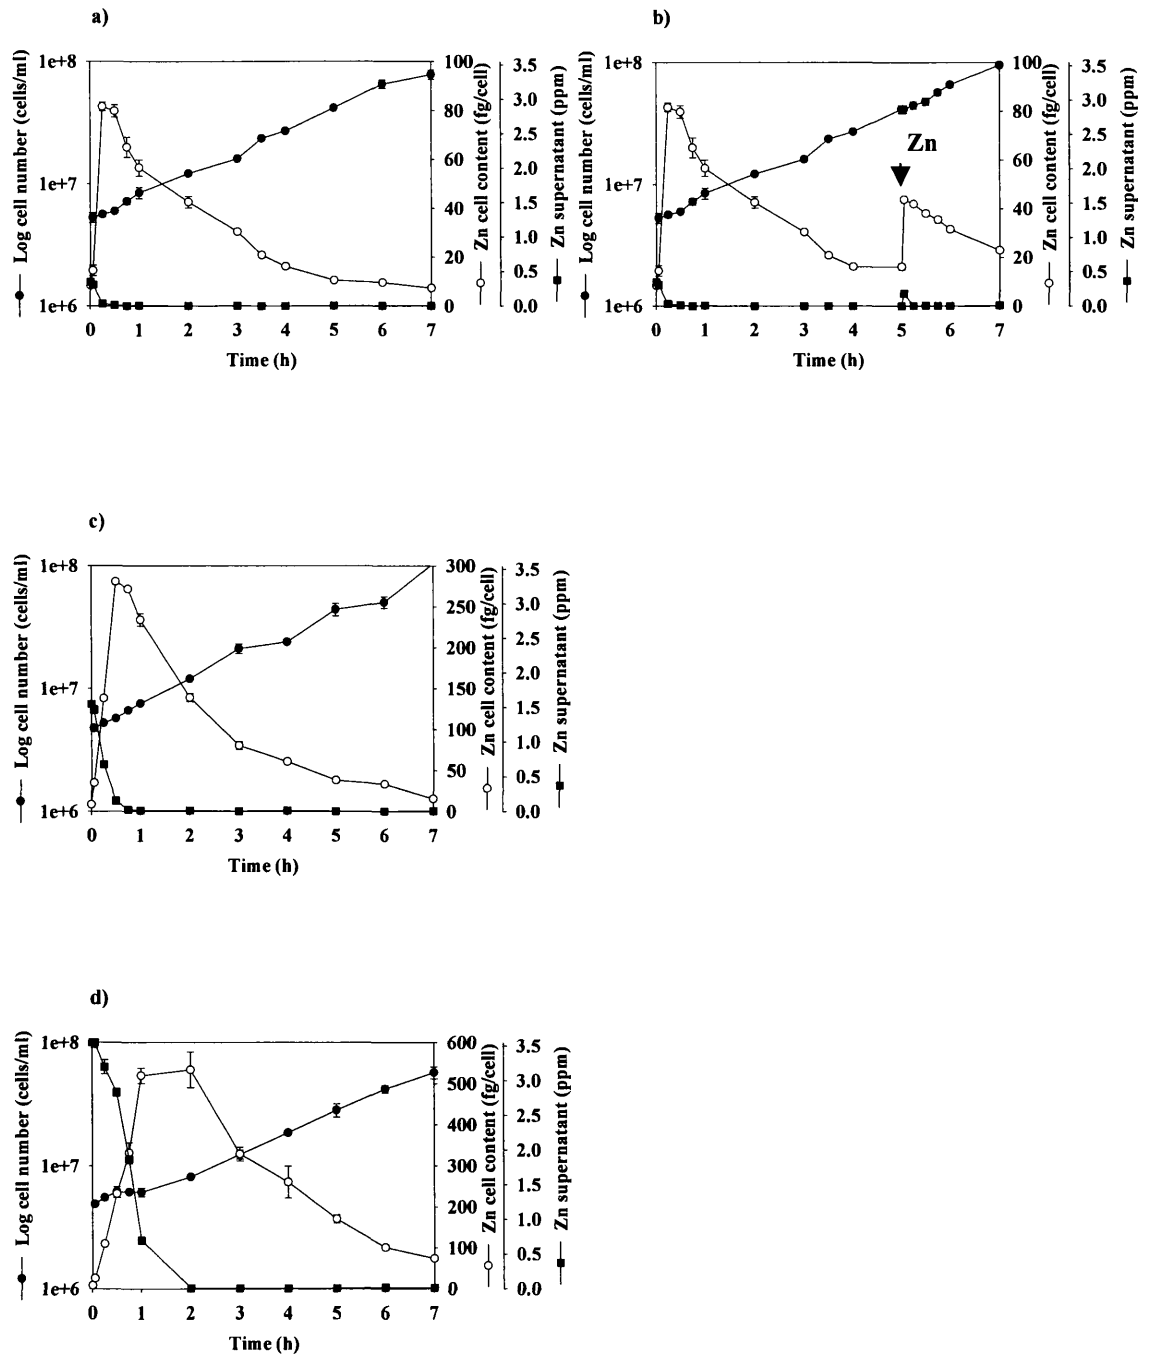 a)
Log cell number (cells/ml)
1e+8
1e+7
1e+6
0 1 2 3 4 5 6 7
Time (h)
100
80
60
40
20
0
Zn cell content (fg/cell)
3.5
3.0
2.5
2.0
1.5
1.0
0.5
0.0
Zn supernatant (ppm)
b)
Log cell number (cells/ml)
1e+8
1e+7
1e+6
Zn
0 1 2 3 4 5 6 7
Time (h)
100
80
60
40
20
0
Zn cell content (fg/cell)
3.5
3.0
2.5
2.0
1.5
1.0
0.5
0.0
Zn supernatant (ppm)
c)
Log cell number (cells/ml)
1e+8
1e+7
1e+6
0 1 2 3 4 5 6 7
Time (h)
300
250
200
150
100
50
0
Zn cell content (fg/cell)
3.5
3.0
2.5
2.0
1.5
1.0
0.5
0.0
Zn supernatant (ppm)
d)
Log cell number (cells/ml)
1e+8
1e+7
1e+6
0 1 2 3 4 5 6 7
Time (h)
600
500
400
300
200
100
0
Zn cell content (fg/cell)
3.5
3.0
2.5
2.0
1.5
1.0
0.5
0.0
Zn supernatant (ppm)